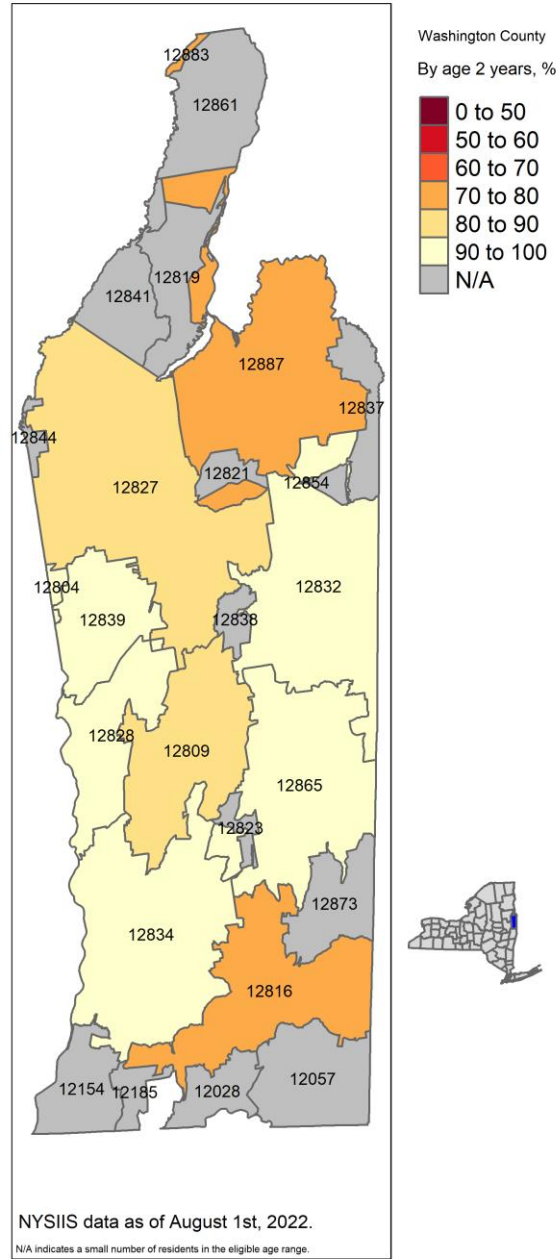 Washington County
By age 2 years, %
0 to 50
50 to 60
60 to 70
70 to 80
80 to 90
90 to 100
N/A
12883
12861
12819
12841
12887
12837
12844
12821
12854
12827
12804
12839
12832
12838
12828
12809
12865
12823
12873
12834
12816
12154
12185
12028
12057
NYSIIS data as of August 1st, 2022.
N/A indicates a small number of residents in the eligible age range.